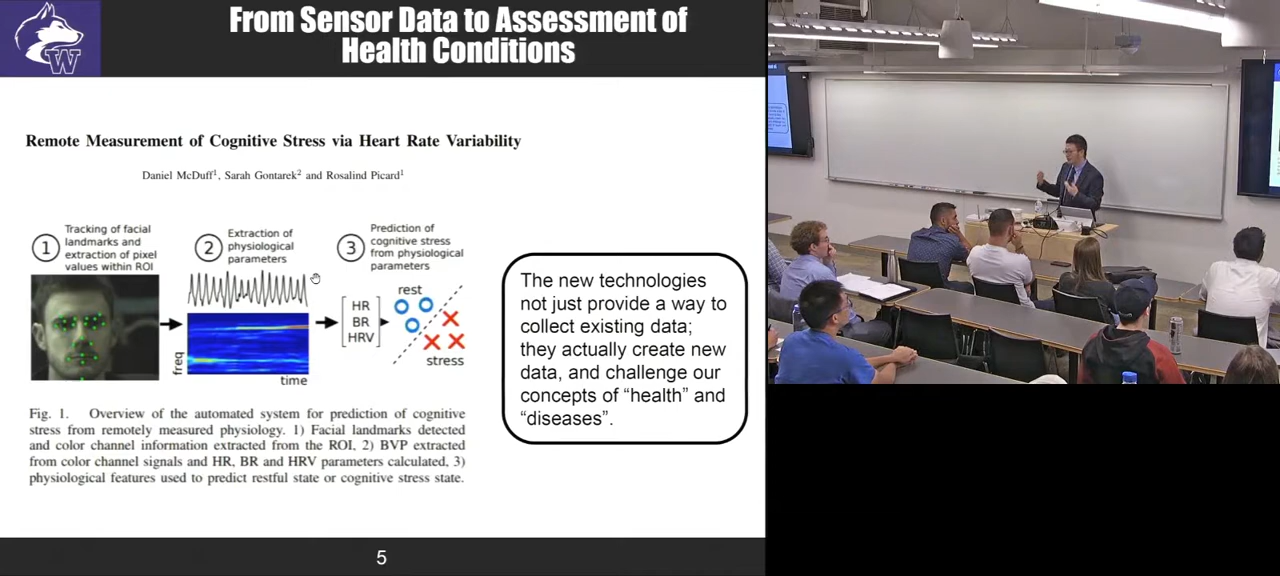 From Sensor Data to Assessment of
Health Conditions
W
Remote Measurement of Cognitive Stress via Heart Rate Variability
Daniel McDuff¹, Sarah Gontarek² and Rosalind Picard¹
1
Tracking of facial
landmarks and
extraction of pixel
values within ROI
2
Extraction of
physiological
parameters
3
Prediction of
cognitive stress
from physiological
parameters
freq
time
HR
BR
HRV
rest
stress
Fig. 1. Overview of the automated system for prediction of cognitive
stress from remotely measured physiology. 1) Facial landmarks detected
and color channel information extracted from the ROI, 2) BVP extracted
from color channel signals and HR, BR and HRV parameters calculated, 3)
physiological features used to predict restful state or cognitive stress state.
The new technologies
not just provide a way to
collect existing data;
they actually create new
data, and challenge our
concepts of “health” and
“diseases”.
5